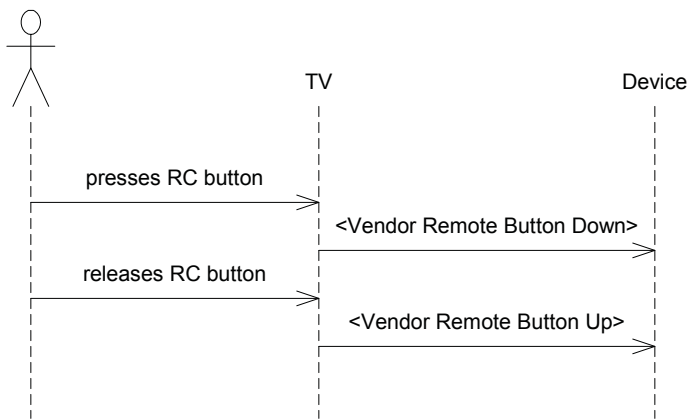 TV
Device
presses RC button
<Vendor Remote Button Down>
releases RC button
<Vendor Remote Button Up>